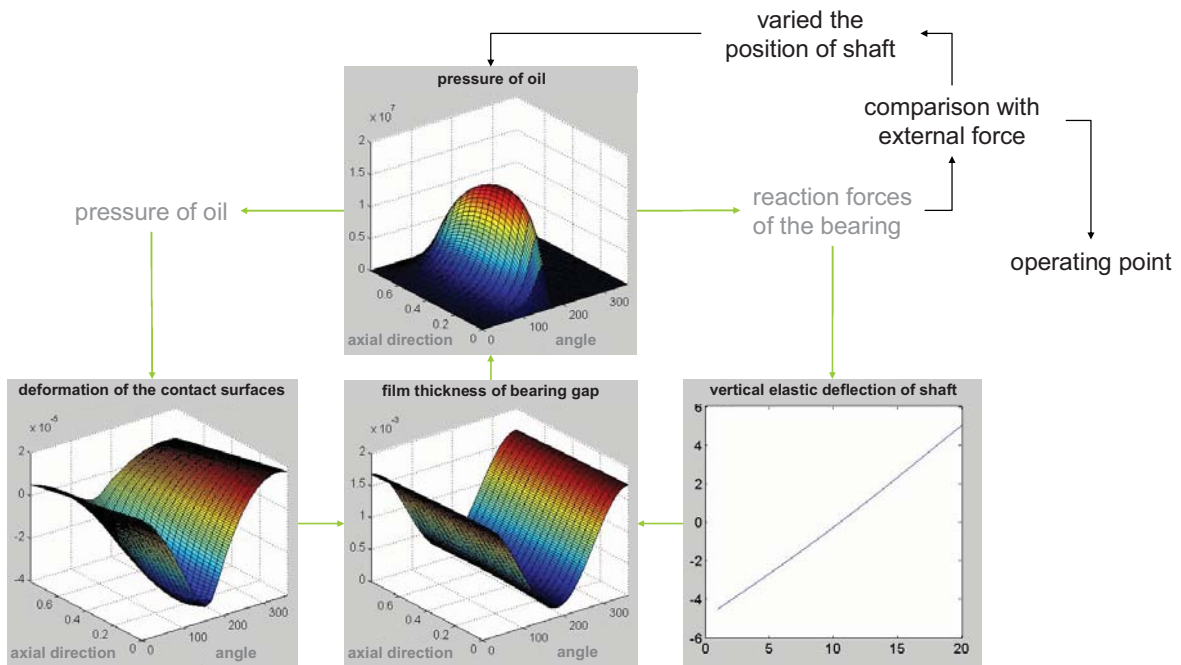 varied the
position of shaft
pressure of oil
x 10^7
2
1.5
1
0.5
0
0.6
0.4
0.2
0
0
100
200
300
axial direction
angle
comparison with
external force
pressure of oil
reaction forces
of the bearing
operating point
deformation of the contact surfaces
x 10^-5
2
0
-2
-4
0.6
0.4
0.2
0
0
100
200
300
axial direction
angle
film thickness of bearing gap
x 10^-3
2
1.5
1
0.5
0
0.6
0.4
0.2
0
0
100
200
300
axial direction
angle
vertical elastic deflection of shaft
6
4
2
0
-2
-4
-6
0
5
10
15
20